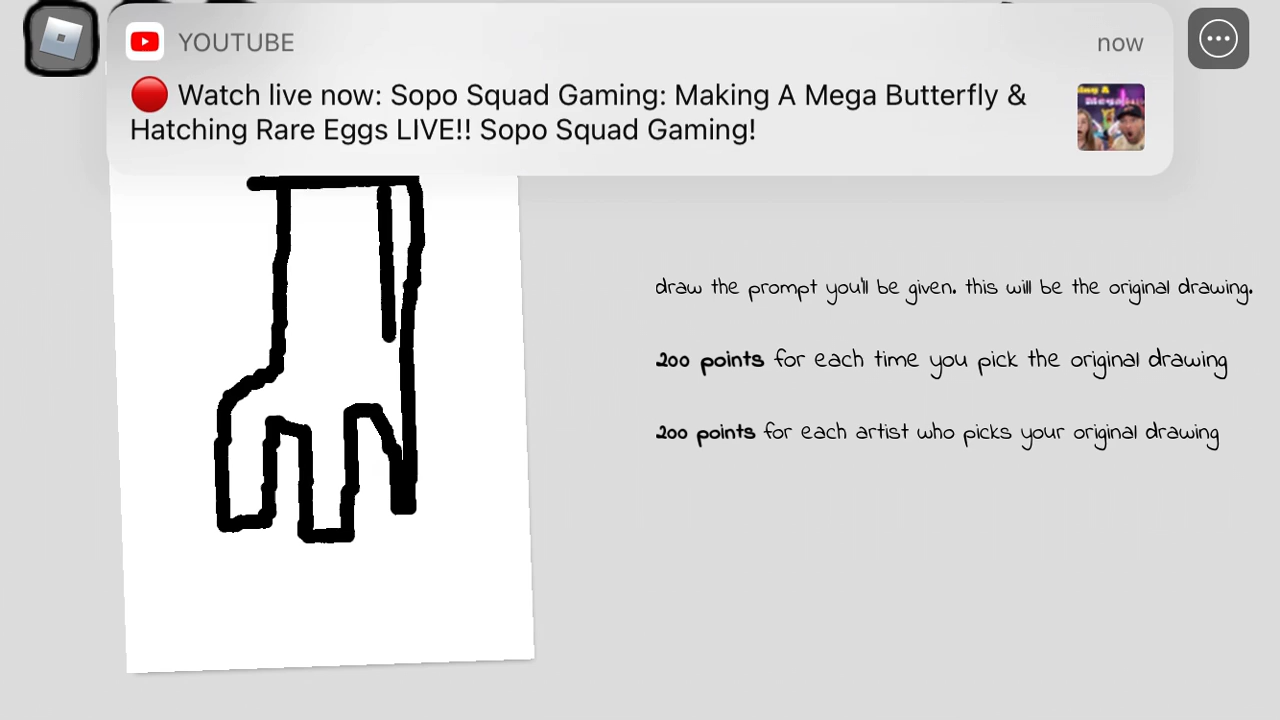 YOUTUBE
now
Watch live now: Sopo Squad Gaming: Making A Mega Butterfly &
Hatching Rare Eggs LIVE!! Sopo Squad Gaming!
draw the prompt you'll be given. this will be the original drawing.
200 points for each time you pick the original drawing
200 points for each artist who picks your original drawing